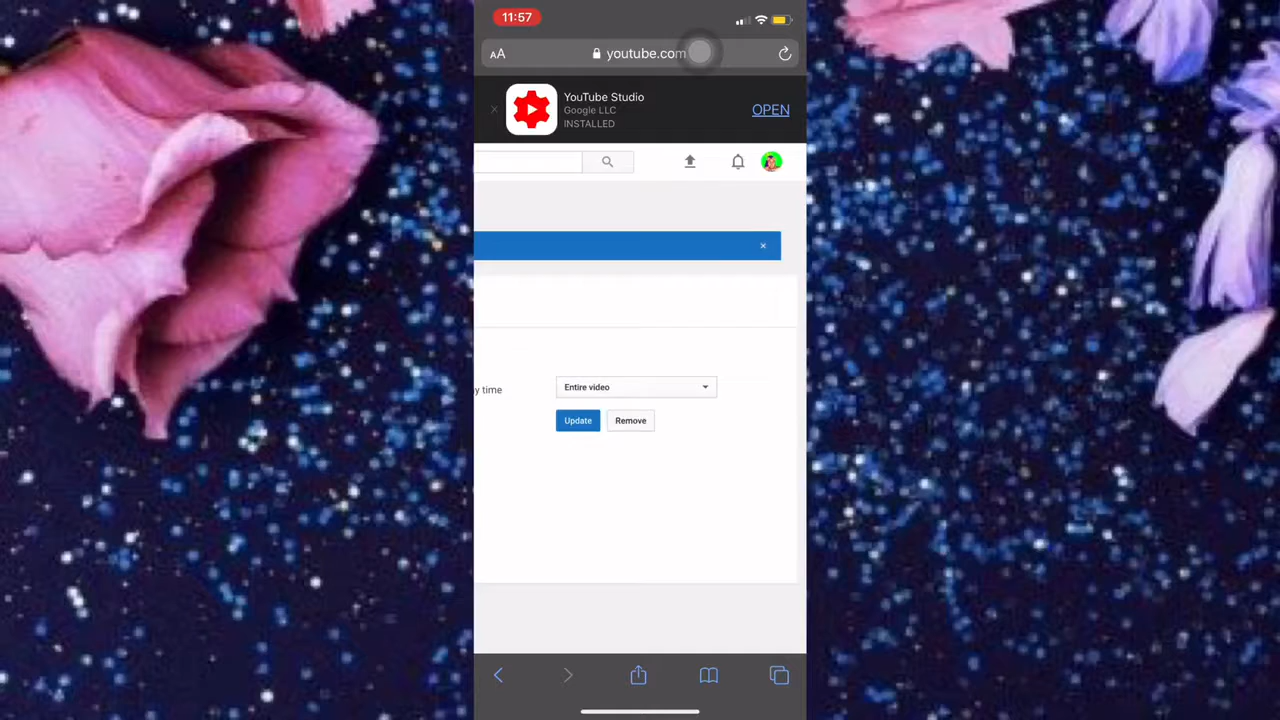 11:57
AA
youtube.com
YouTube Studio
Google LLC
INSTALLED
OPEN
y time
Entire video
Update
Remove